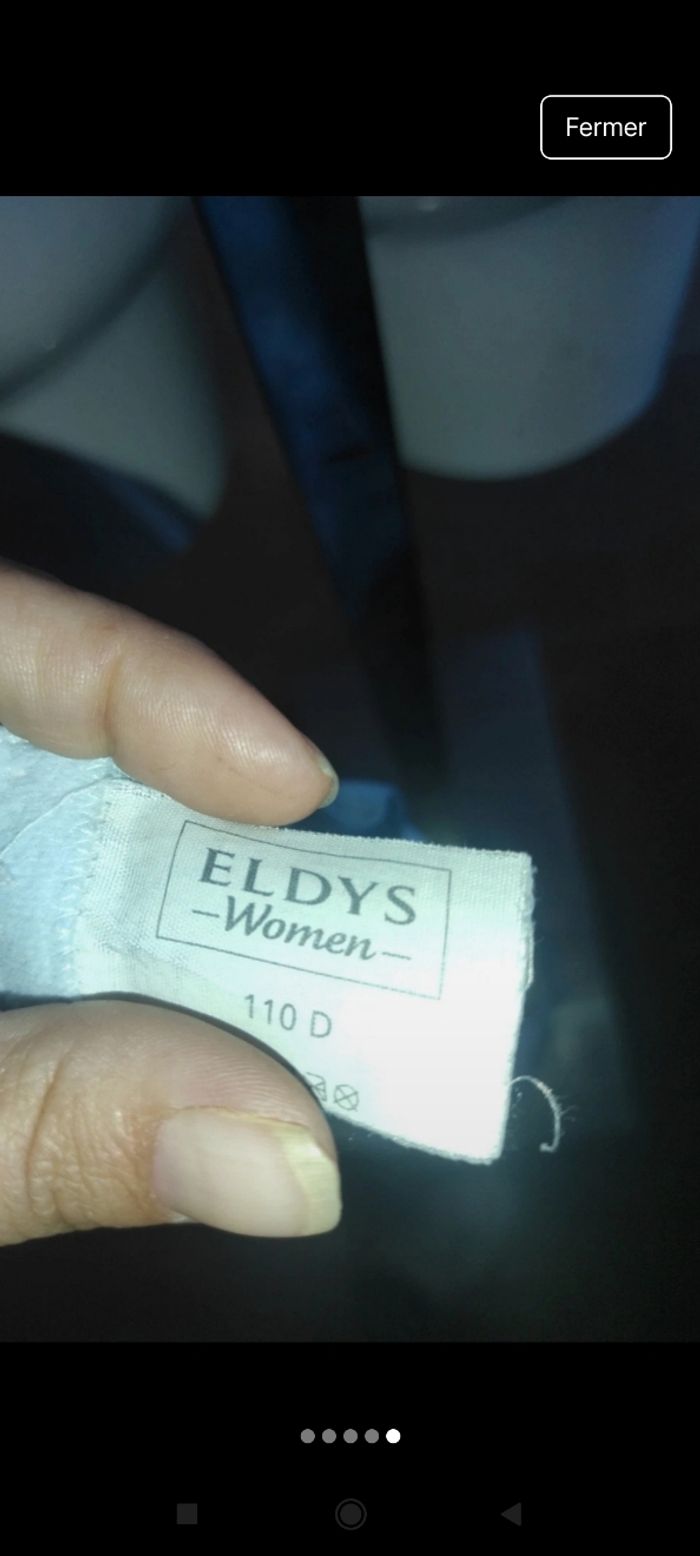 Fermer
ELDYS
–Women–
110 D